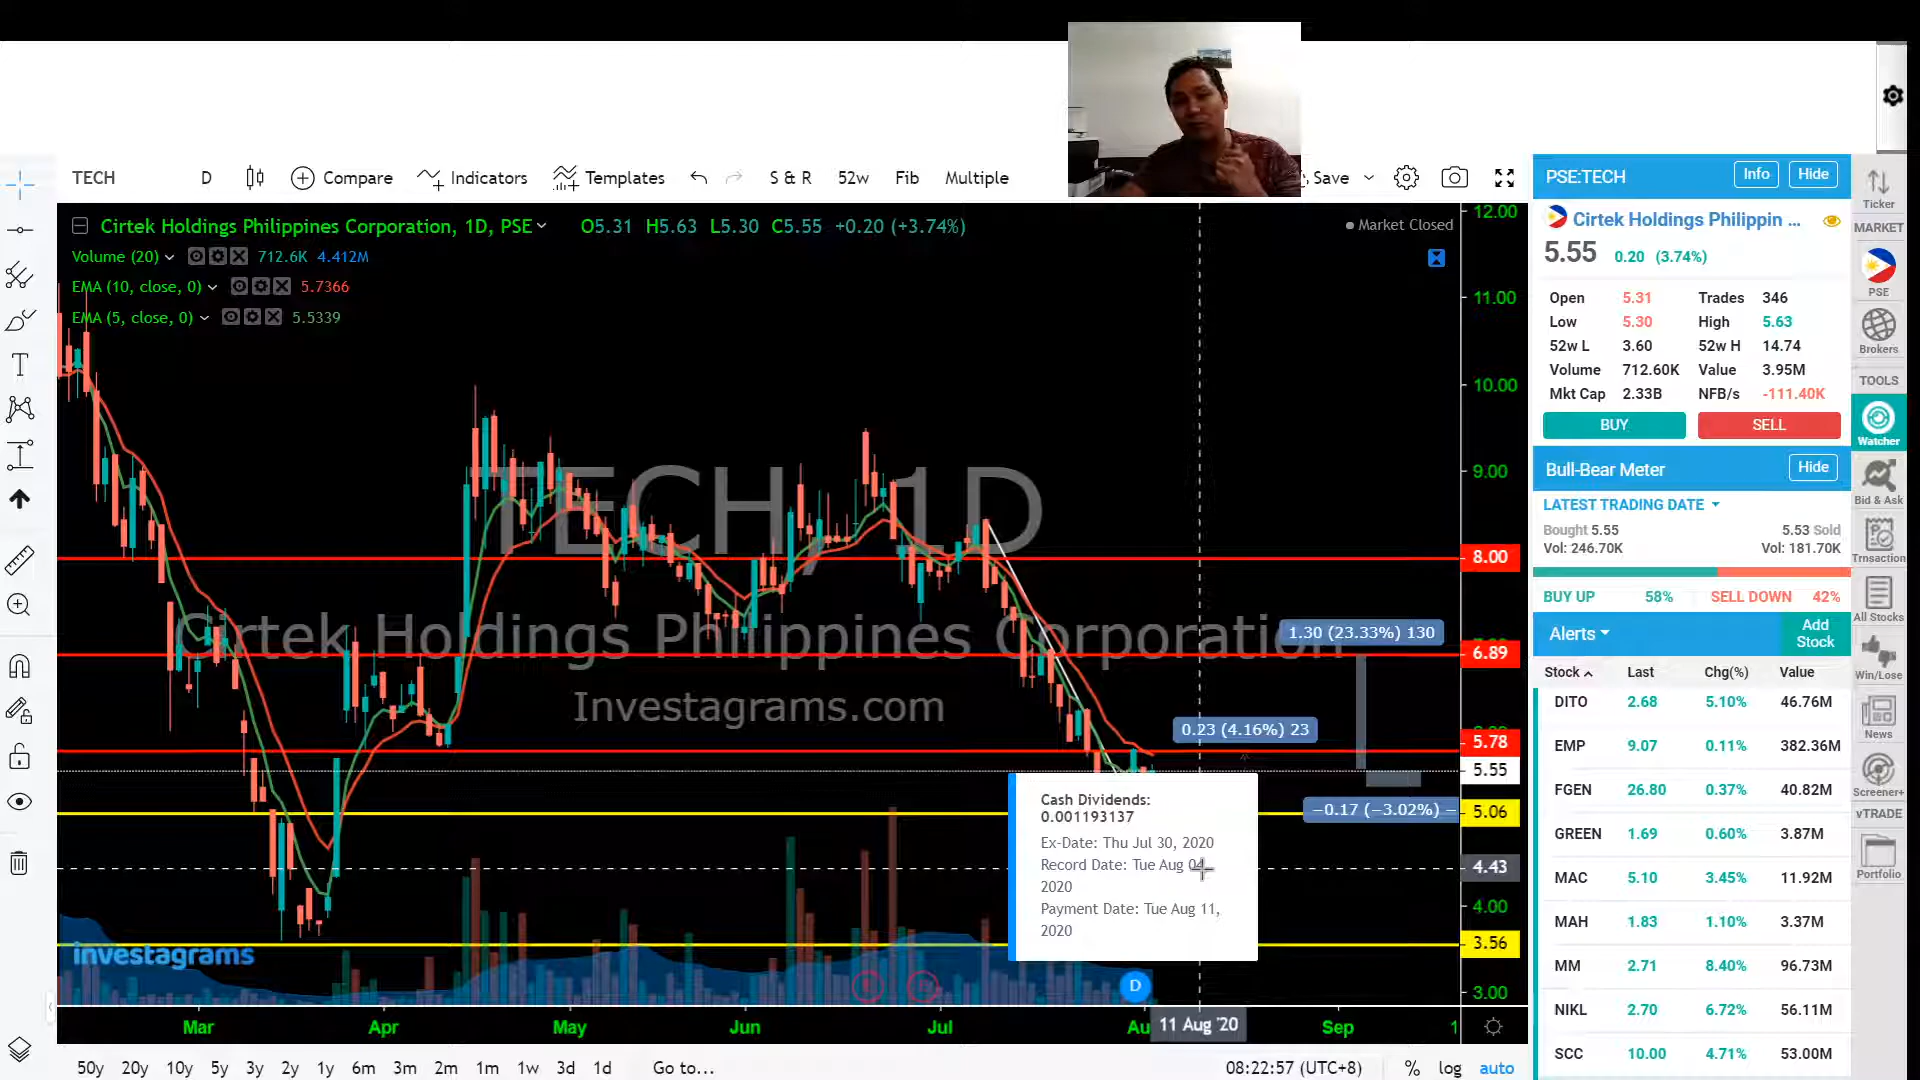 TECH D Compare Indicators Templates S & R 52w Fib Multiple Save
Cirtek Holdings Philippines Corporation, 1D, PSE O5.31 H5.63 L5.30 C5.55 +0.20 (+3.74%) Market Closed
Volume (20) 712.6K 4.412M
EMA (10, close, 0) 5.7366
EMA (5, close, 0) 5.5339
TECH, 1D
Cirtek Holdings Philippines Corporation
Investagrams.com
12.00
11.00
10.00
9.00
8.00
1.30 (23.33%) 130
6.89
0.23 (4.16%) 23
5.78
5.55
−0.17 (−3.02%) −
5.06
4.43
4.00
3.56
3.00
Cash Dividends:
0.001193137
Ex-Date: Thu Jul 30, 2020
Record Date: Tue Aug 04,
2020
Payment Date: Tue Aug 11,
2020
investagrams
D
Mar Apr May Jun Jul Au 11 Aug '20 Sep 1
50y 20y 10y 5y 3y 2y 1y 6m 3m 2m 1m 1w 3d 1d Go to... 08:22:57 (UTC+8) % log auto
PSE:TECH Info Hide
Cirtek Holdings Philippin ...
5.55 0.20 (3.74%)
Open 5.31 Trades 346
Low 5.30 High 5.63
52w L 3.60 52w H 14.74
Volume 712.60K Value 3.95M
Mkt Cap 2.33B NFB/s -111.40K
BUY SELL
Bull-Bear Meter Hide
LATEST TRADING DATE
Bought 5.55 5.53 Sold
Vol: 246.70K Vol: 181.70K
BUY UP 58% SELL DOWN 42%
Alerts Add
Stock
Stock Last Chg(%) Value
DITO 2.68 5.10% 46.76M
EMP 9.07 0.11% 382.36M
FGEN 26.80 0.37% 40.82M
GREEN 1.69 0.60% 3.87M
MAC 5.10 3.45% 11.92M
MAH 1.83 1.10% 3.37M
MM 2.71 8.40% 96.73M
NIKL 2.70 6.72% 56.11M
SCC 10.00 4.71% 53.00M
Ticker
MARKET
PSE
Brokers
TOOLS
Watcher
Bid & Ask
Trnsaction
All Stocks
Win/Lose
News
Screener+
vTRADE
Portfolio